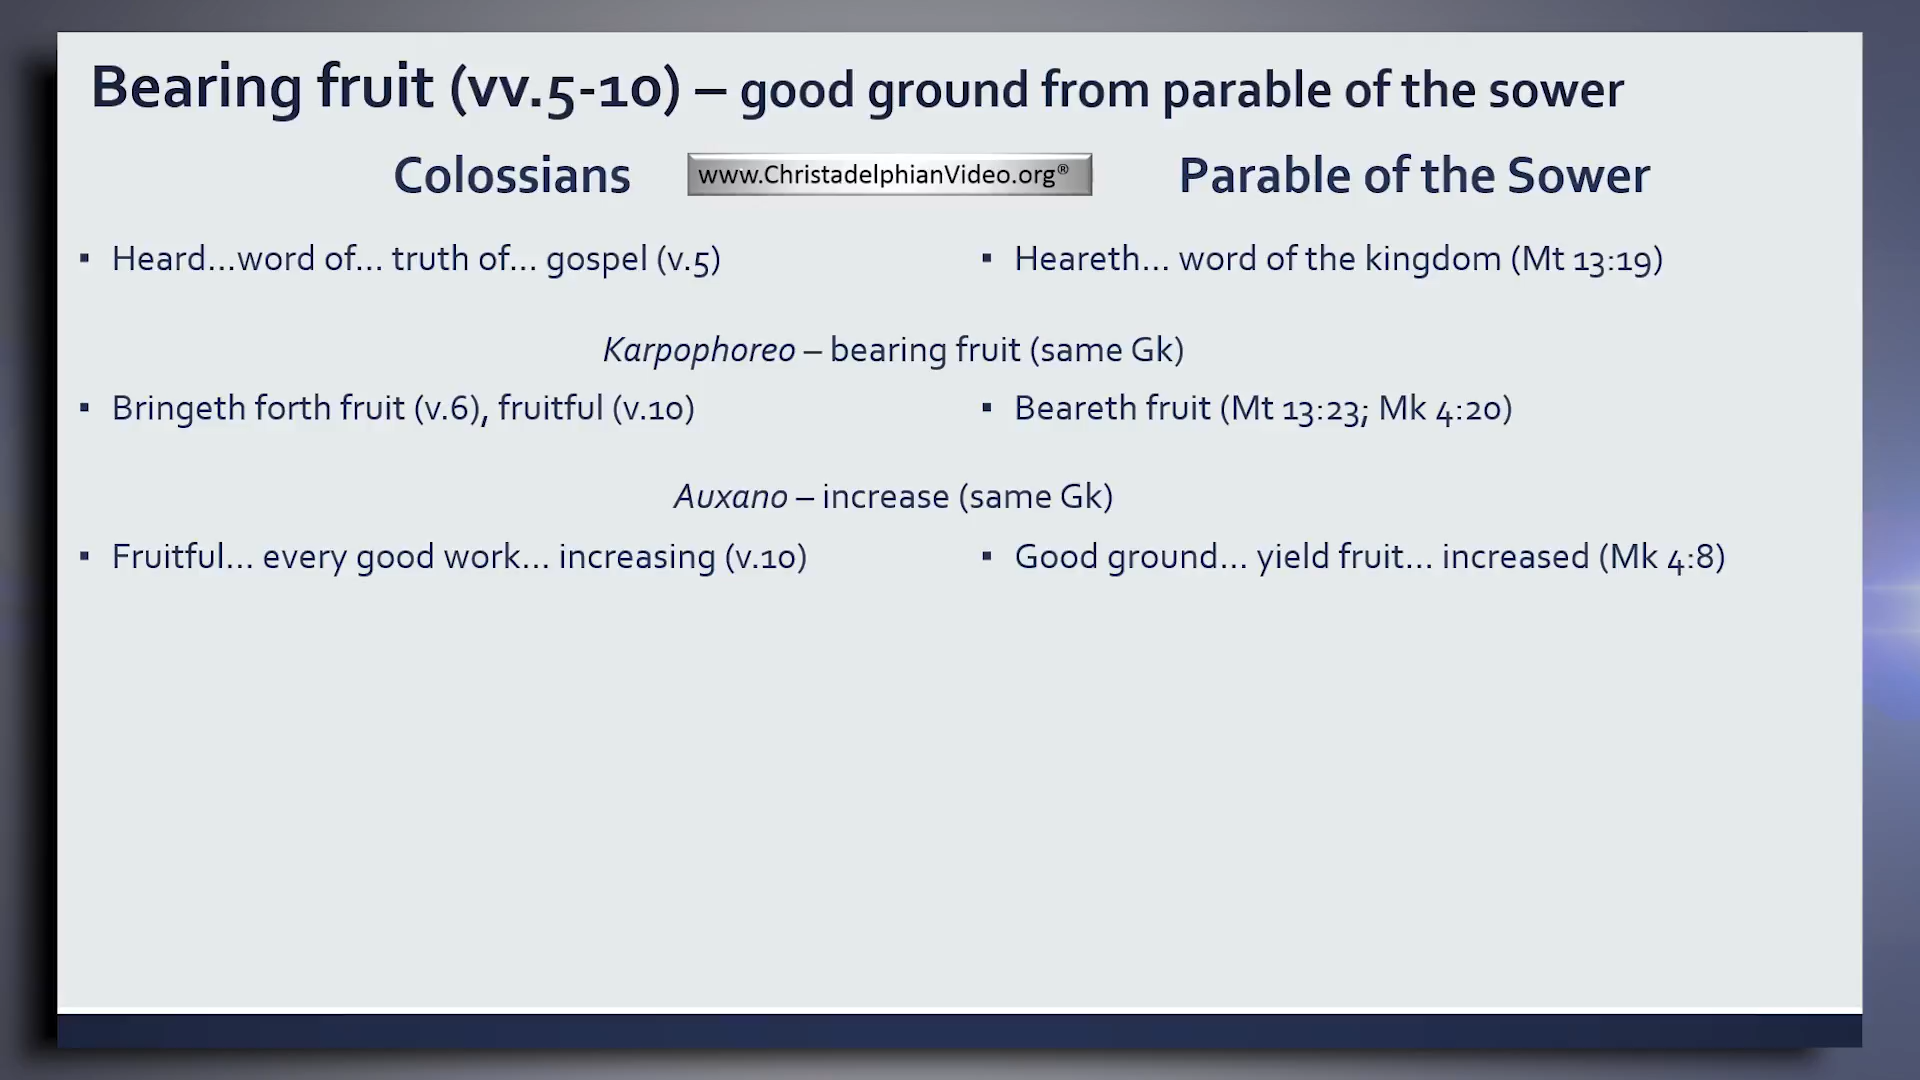 Bearing fruit (vv.5-10) – good ground from parable of the sower
Colossians
www.ChristadelphianVideo.org®
Parable of the Sower
▪ Heard...word of... truth of... gospel (v.5)
▪ Heareth... word of the kingdom (Mt 13:19)
Karpophoreo – bearing fruit (same Gk)
▪ Bringeth forth fruit (v.6), fruitful (v.10)
▪ Beareth fruit (Mt 13:23; Mk 4:20)
Auxano – increase (same Gk)
▪ Fruitful... every good work... increasing (v.10)
▪ Good ground... yield fruit... increased (Mk 4:8)